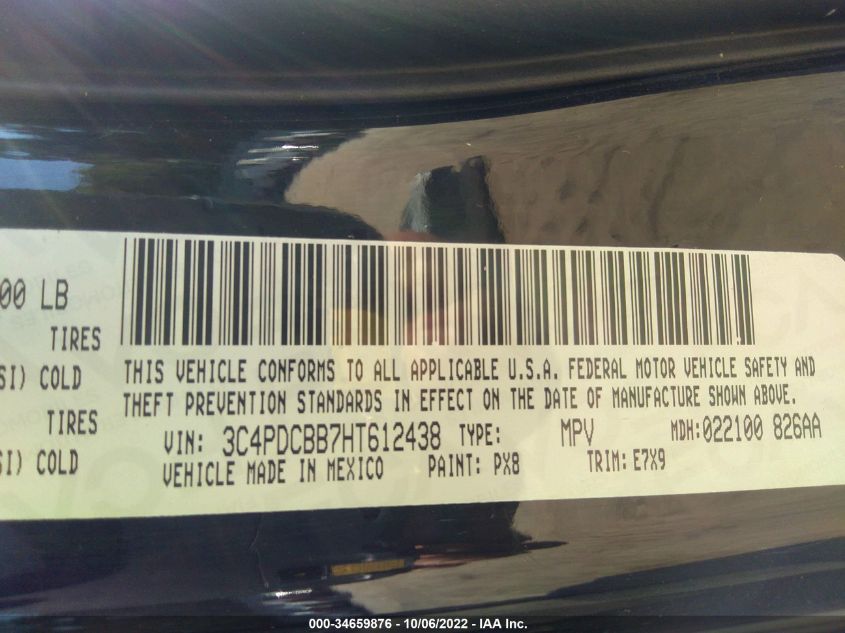 00 LB
TIRES
SI) COLD
TIRES
SI) COLD
THIS VEHICLE CONFORMS TO ALL APPLICABLE U.S.A. FEDERAL MOTOR VEHICLE SAFETY AND
THEFT PREVENTION STANDARDS IN EFFECT ON THE DATE OF MANUFACTURE SHOWN ABOVE.
VIN: 3C4PDCBB7HT612438 TYPE: MPV MDH:022100 826AA
VEHICLE MADE IN MEXICO PAINT: PX8 TRIM: E7X9
000-34659876 - 10/06/2022 - IAA Inc.